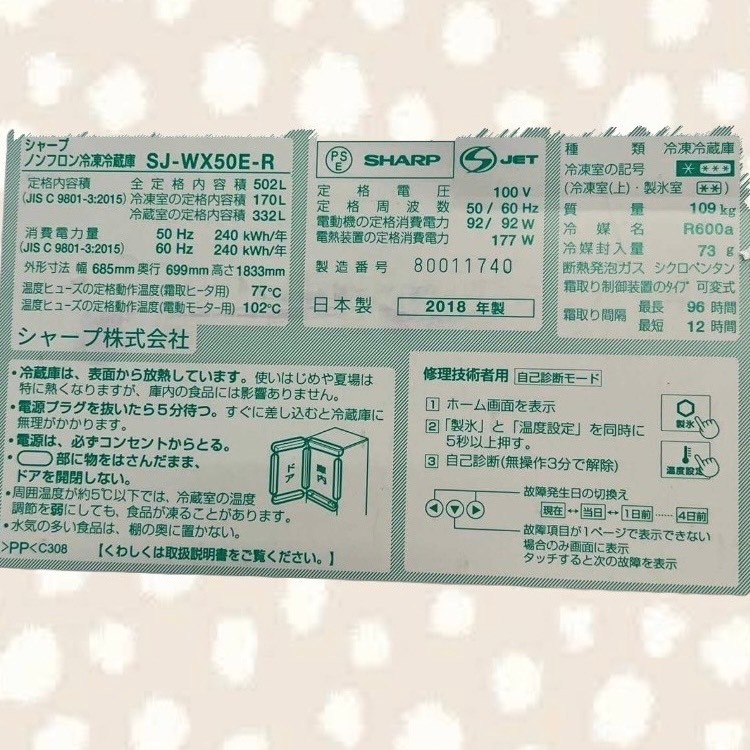 シャープ
ノンフロン冷凍冷蔵庫 SJ-WX50E-R
定格内容積 全定格内容積 502L
(JIS C 9801-3:2015) 冷凍室の定格内容積 170L
冷蔵室の定格内容積 332L
消費電力量 50 Hz 240 kWh/年
(JIS C 9801-3:2015) 60 Hz 240 kWh/年
外形寸法 幅 685mm 奥行 699mm 高さ 1833mm
温度ヒューズの定格動作温度(霜取ヒータ用) 77℃
温度ヒューズの定格動作温度(電動モーター用) 102℃
シャープ株式会社
PS E SHARP S JET
定格電圧 100 V
定格周波数 50/ 60 Hz
電動機の定格消費電力 92/ 92 W
電熱装置の定格消費電力 177 W
製造番号 80011740
日本製 2018 年製
種類 冷凍冷蔵庫
冷凍室の記号 * ***
(冷凍室(上)・製氷室 **)
質量 109 kg
冷媒名 R600a
冷媒封入量 73 g
断熱発泡ガス シクロペンタン
霜取り制御装置のタイプ 可変式
霜取り間隔 最長 96 時間
最短 12 時間
・冷蔵庫は、表面から放熱しています。使いはじめや夏場は
特に熱くなりますが、庫内の食品には影響ありません。
・電源プラグを抜いたら5分待つ。すぐに差し込むと冷蔵庫に
無理がかかります。
・電源は、必ずコンセントからとる。
・部に物をはさんだまま、
ドアを開閉しない。
・周囲温度が約5℃以下では、冷蔵室の温度
調節を弱にしても、食品が凍ることがあります。
・水気の多い食品は、棚の奥に置かない。
ドア
庫内
>PP< C308 【くわしくは取扱説明書をご覧ください。】
修理技術者用 自己診断モード
1 ホーム画面を表示
2 「製氷」と「温度設定」を同時に
5秒以上押す。
3 自己診断(無操作3分で解除)
製氷
温度設定
故障発生日の切換え
現在 ↔ 当日 ↔ 1日前 ---- 4日前
故障項目が1ページで表示できない
場合のみ画面に表示
タッチすると次の故障を表示